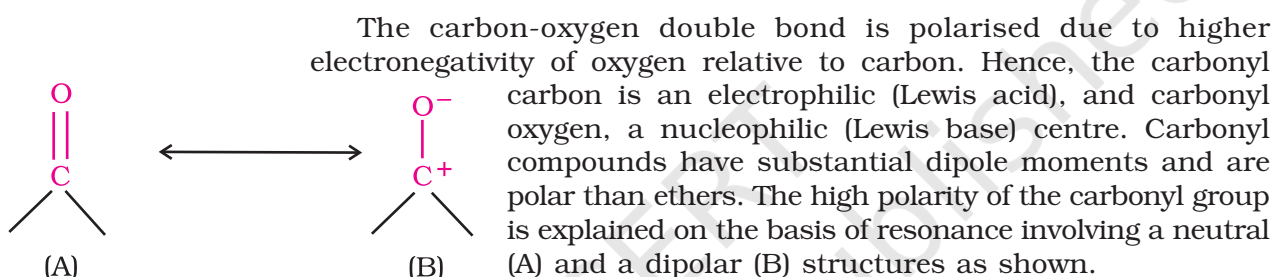 The carbon-oxygen double bond is polarised due to higher
electronegativity of oxygen relative to carbon. Hence, the carbonyl
carbon is an electrophilic (Lewis acid), and carbonyl
oxygen, a nucleophilic (Lewis base) centre. Carbonyl
compounds have substantial dipole moments and are
polar than ethers. The high polarity of the carbonyl group
is explained on the basis of resonance involving a neutral
(A) and a dipolar (B) structures as shown.
O
C
(A)
O−
C+
(B)